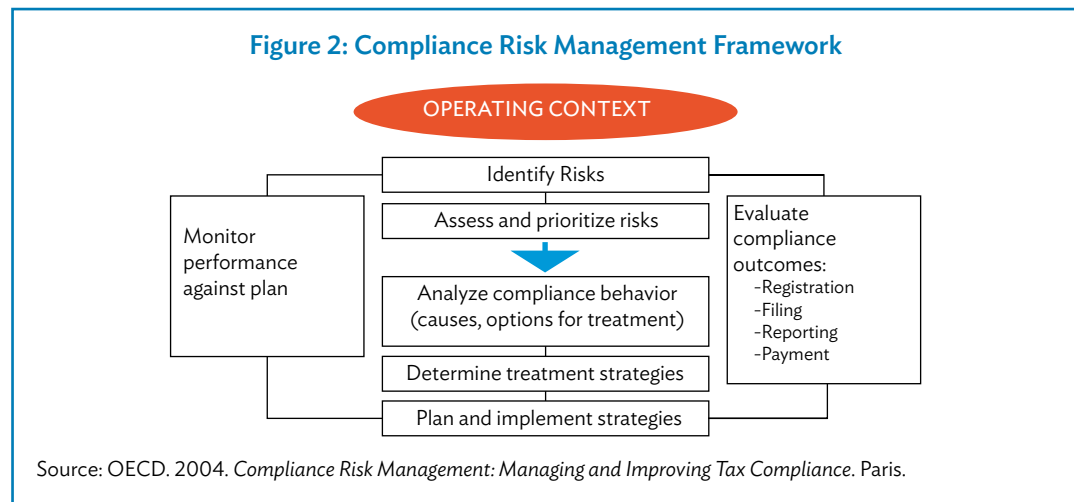 Figure 2: Compliance Risk Management Framework
OPERATING CONTEXT
Identify Risks
Assess and prioritize risks
Monitor
performance
against plan
Analyze compliance behavior
(causes, options for treatment)
Determine treatment strategies
Plan and implement strategies
Evaluate
compliance
outcomes:
-Registration
-Filing
-Reporting
-Payment
Source: OECD. 2004. Compliance Risk Management: Managing and Improving Tax Compliance. Paris.